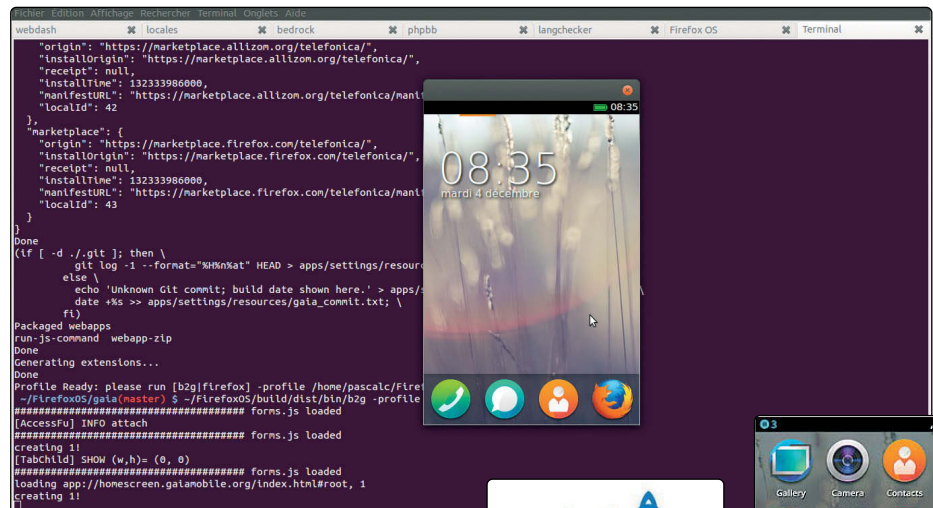 Fichier Édition Affichage Rechercher Terminal Onglets Aide
webdash locales bedrock phpbb langchecker Firefox OS Terminal
"origin": "https://marketplace.allizom.org/telefonica/",
"installOrigin": "https://marketplace.allizom.org/telefonica/",
"receipt": null,
"installTime": 132333986000,
"manifestURL": "https://marketplace.allizom.org/telefonica/mani
"localId": 42
},
"marketplace": {
"origin": "https://marketplace.firefox.com/telefonica/",
"installOrigin": "https://marketplace.firefox.com/telefonica/",
"receipt": null,
"installTime": 132333986000,
"manifestURL": "https://marketplace.firefox.com/telefonica/mani
"localId": 43
}
}
Done
(if [ -d ./.git ]; then \
git log -1 --format="%H%n%at" HEAD > apps/settings/resour
else \
echo 'Unknown Git commit; build date shown here.' > apps/s
date +%s >> apps/settings/resources/gaia_commit.txt; \
fi)
Packaged webapps
run-js-command webapp-zip
Done
Generating extensions...
Done
Profile Ready: please run [b2g|firefox] -profile /home/pascalc/Firef
~/FirefoxOS/gaia(master) $ ~/FirefoxOS/build/dist/bin/b2g -profile
####################################### forms.js loaded
[AccessFu] INFO attach
####################################### forms.js loaded
creating 1!
[TabChild] SHOW (w,h)= (0, 0)
####################################### forms.js loaded
loading app://homescreen.gaiamobile.org/index.html#root, 1
creating 1!
08:35
08:35
mardi 4 décembre
\
3
Gallery Camera Contacts